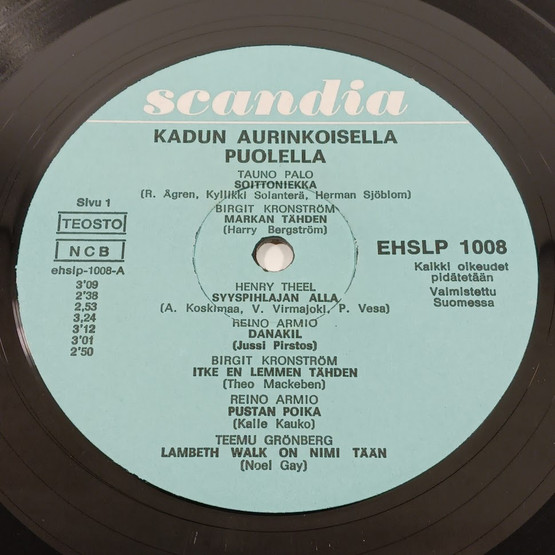 scandia
KADUN AURINKOISELLA
PUOLELLA
TAUNO PALO
SOITTONIEKKA
(R. Ågren, Kyllikki Solanterä, Herman Sjöblom)
BIRGIT KRONSTRÖM
MARKAN TÄHDEN
(Harry Bergström)
Sivu 1
TEOSTO
NCB
ehslp-1008-A
3'09
2'38
2,53
3,24
3'12
3'01
2'50
EHSLP 1008
Kaikki oikeudet
pidätetään
Valmistettu
Suomessa
HENRY THEEL
SYYSPIHLAJAN ALLA
(A. Koskimaa, V. Virmajoki, P. Vesa)
REINO ARMIO
DANAKIL
(Jussi Pirstos)
BIRGIT KRONSTRÖM
ITKE EN LEMMEN TÄHDEN
(Theo Mackeben)
REINO ARMIO
PUSTAN POIKA
(Kalle Kauko)
TEEMU GRÖNBERG
LAMBETH WALK ON NIMI TÄÄN
(Noel Gay)